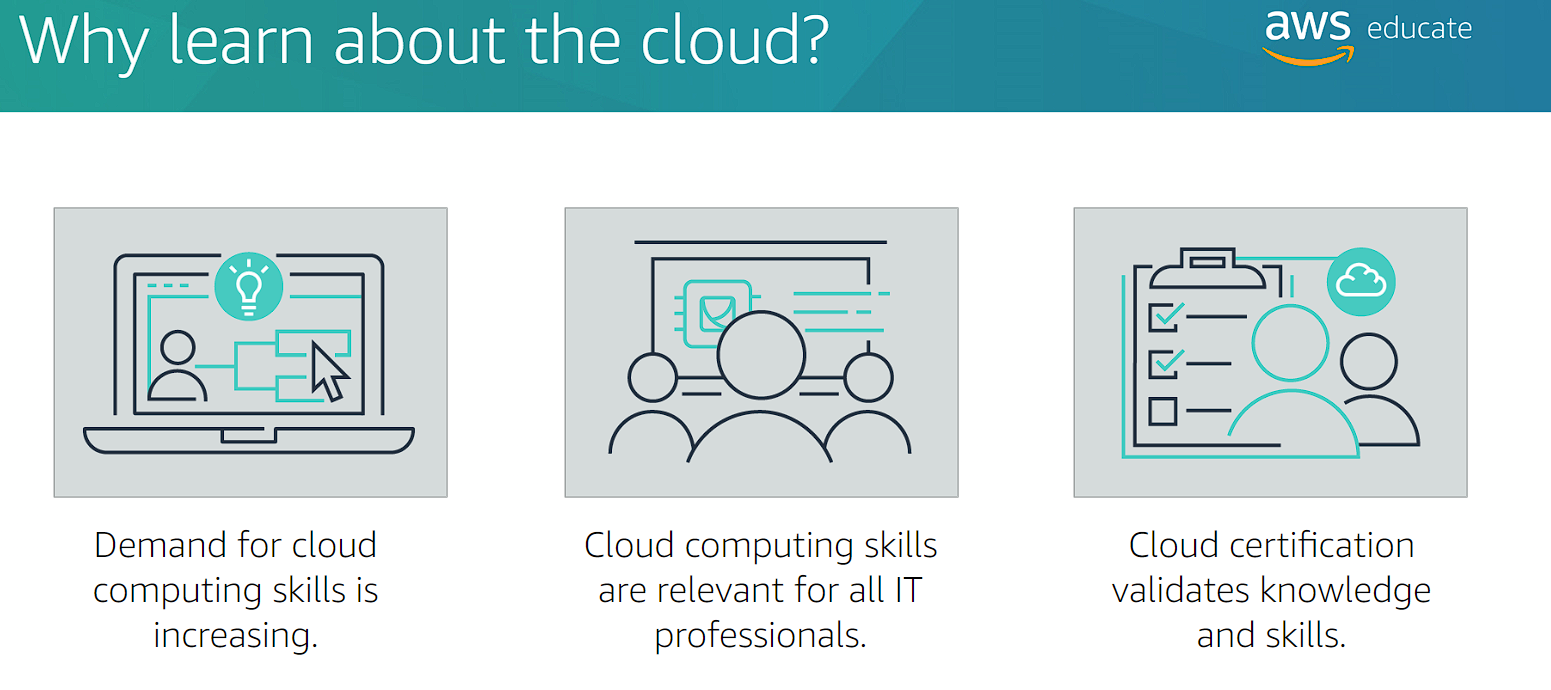 Why learn about the cloud?
aws educate
Demand for cloud
computing skills is
increasing.
Cloud computing skills
are relevant for all IT
professionals.
Cloud certification
validates knowledge
and skills.